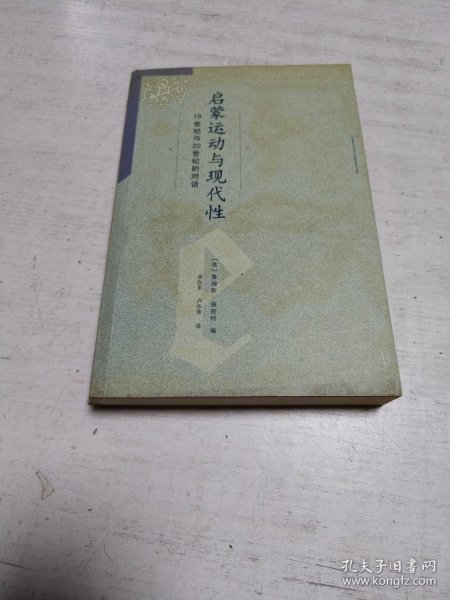 启蒙运动与现代性
18世纪与20世纪的对话
[美] 詹姆斯·施密特 编
徐向东 卢华萍 译
孔夫子旧书网
www.kongfz.com